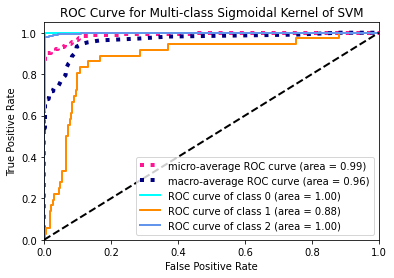 ROC Curve for Multi-class Sigmoidal Kernel of SVM
1.0
0.8
0.6
0.4
0.2
0.0
True Positive Rate
micro-average ROC curve (area = 0.99)
macro-average ROC curve (area = 0.96)
ROC curve of class 0 (area = 1.00)
ROC curve of class 1 (area = 0.88)
ROC curve of class 2 (area = 1.00)
0.0 0.2 0.4 0.6 0.8 1.0
False Positive Rate